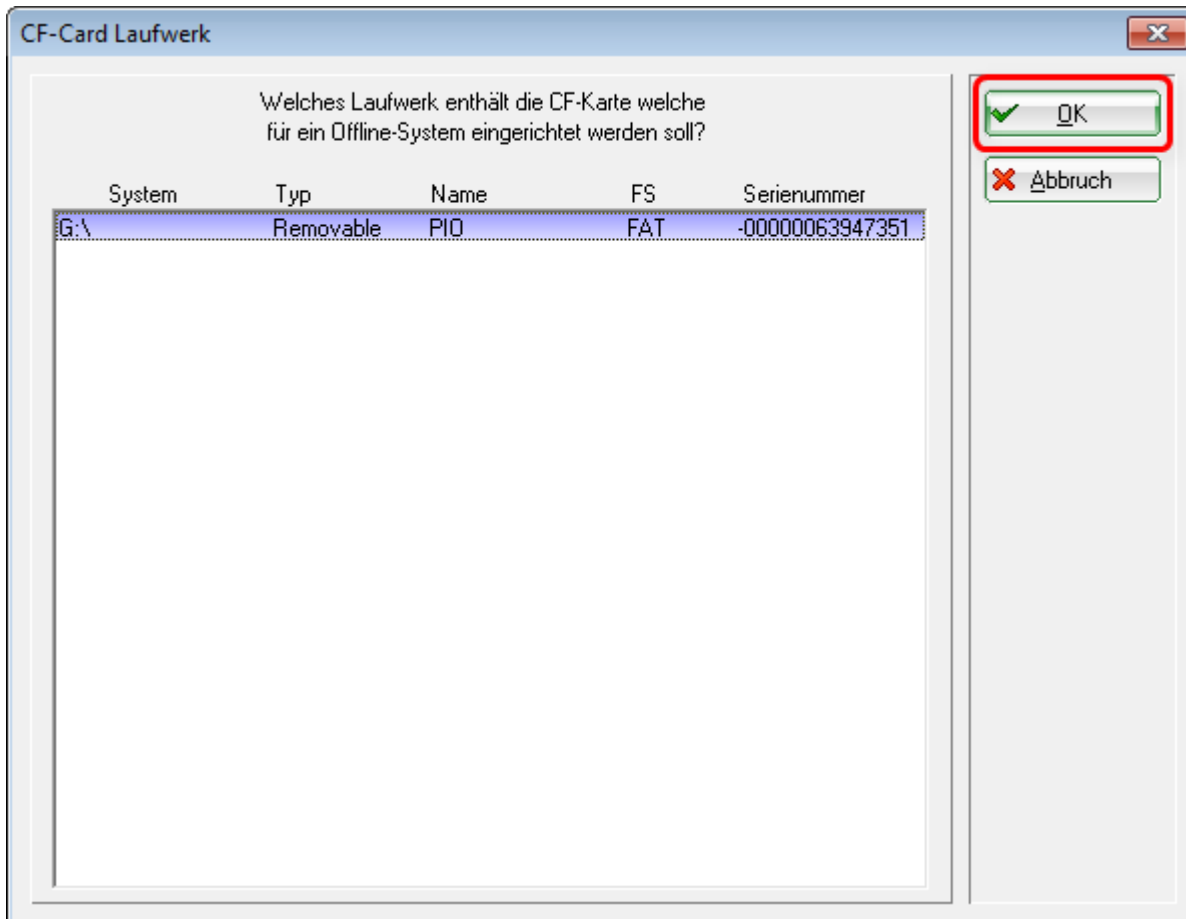 CF-Card Laufwerk
Welches Laufwerk enthält die CF-Karte welche
für ein Offline-System eingerichtet werden soll?
System Typ Name FS Serienummer
G:\ Removable PIO FAT -00000063947351
OK
Abbruch